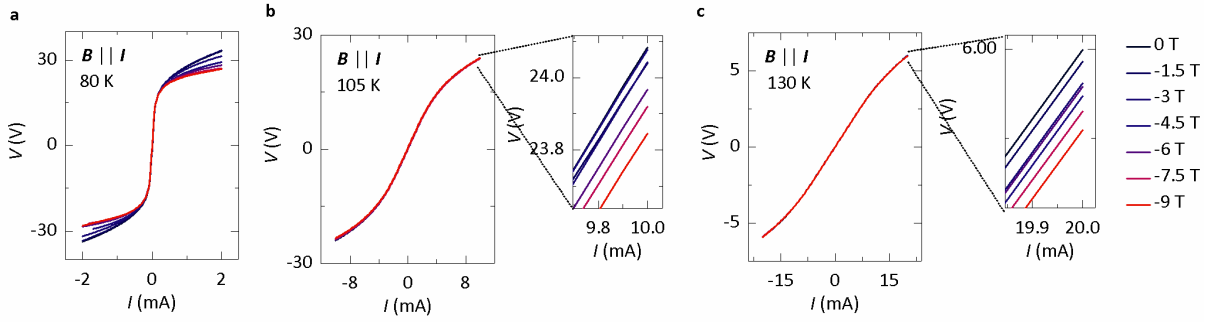 a
B || I
80 K
30
0
-30
V (V)
-2
0
2
I (mA)
b
B || I
105 K
30
0
-30
V (V)
-8
0
8
I (mA)
24.0
23.8
V (V)
9.8
10.0
I (mA)
c
B || I
130 K
5
0
-5
V (V)
-15
0
15
I (mA)
6.00
V (V)
19.9
20.0
I (mA)
0 T
-1.5 T
-3 T
-4.5 T
-6 T
-7.5 T
-9 T